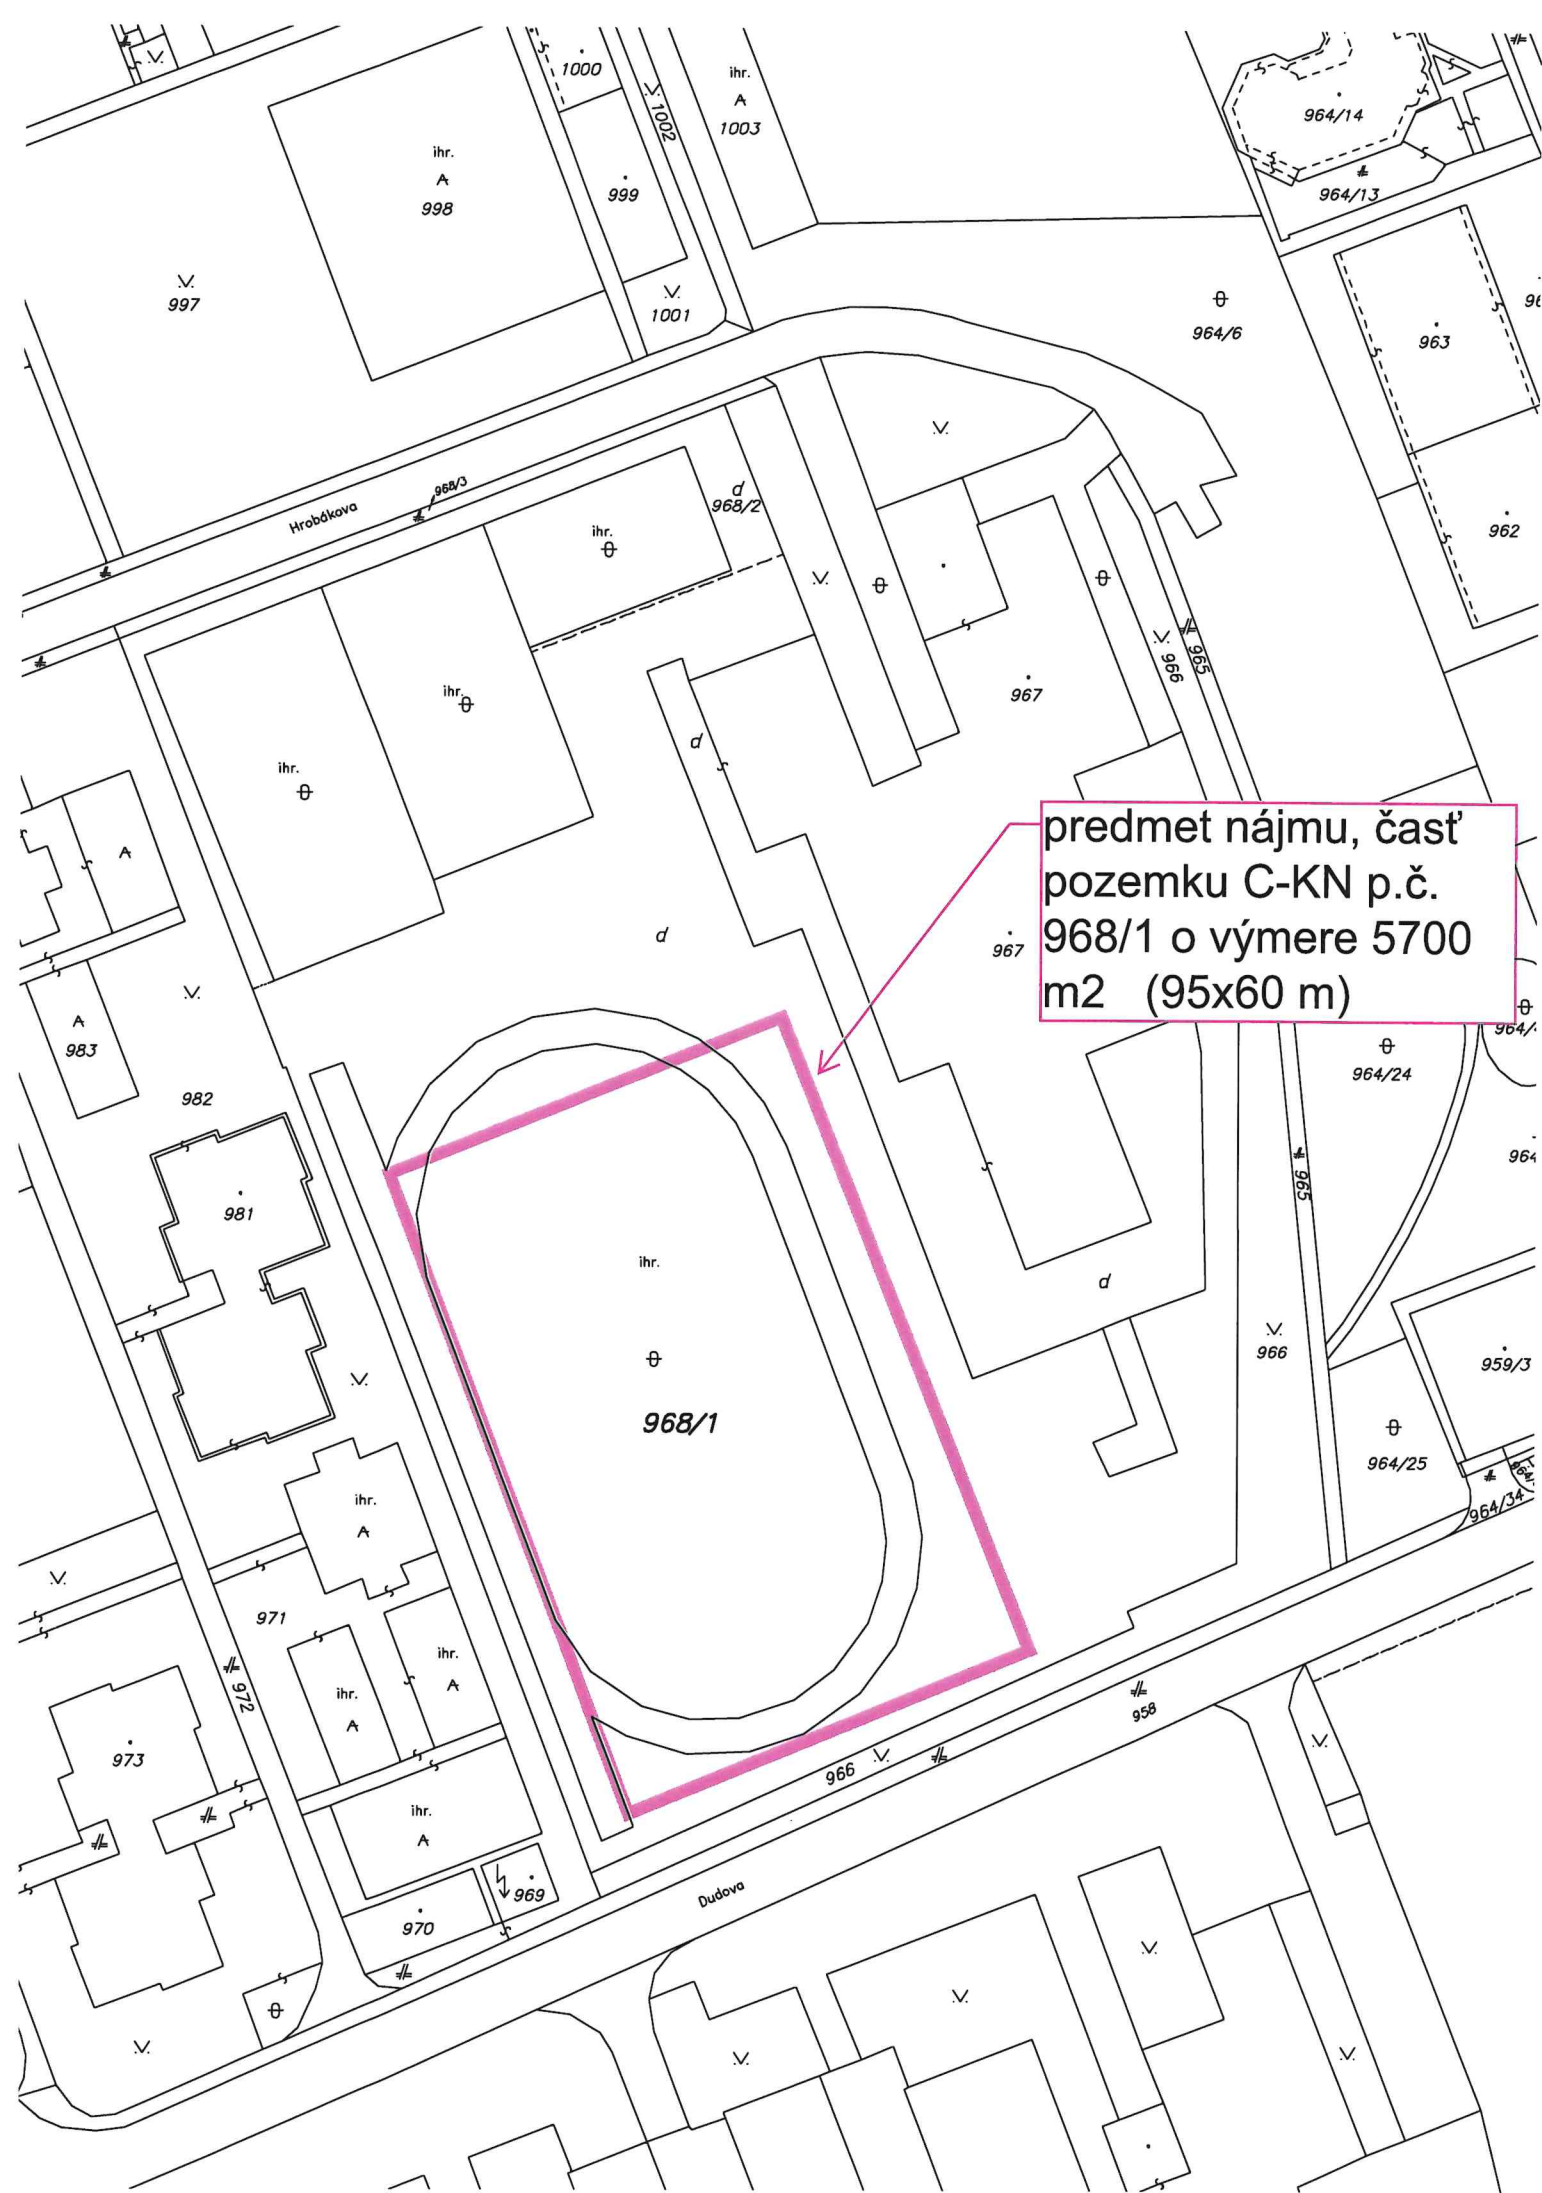 1000
ihr.
1003
1002
964/14
ihr.
998
999
964/13
997
1001
964/6
963
968/3
Hrobákova
968/2
ihr.
962
965
966
967
ihr.
ihr.
predmet nájmu, časť
pozemku C-KN p.č.
968/1 o výmere 5700
m2 (95x60 m)
d
d
967
983
982
964/24
981
965
ihr.
d
968/1
966
959/3
964/25
ihr.
964/34
971
ihr.
ihr.
972
973
958
966
ihr.
969
970
Dudova